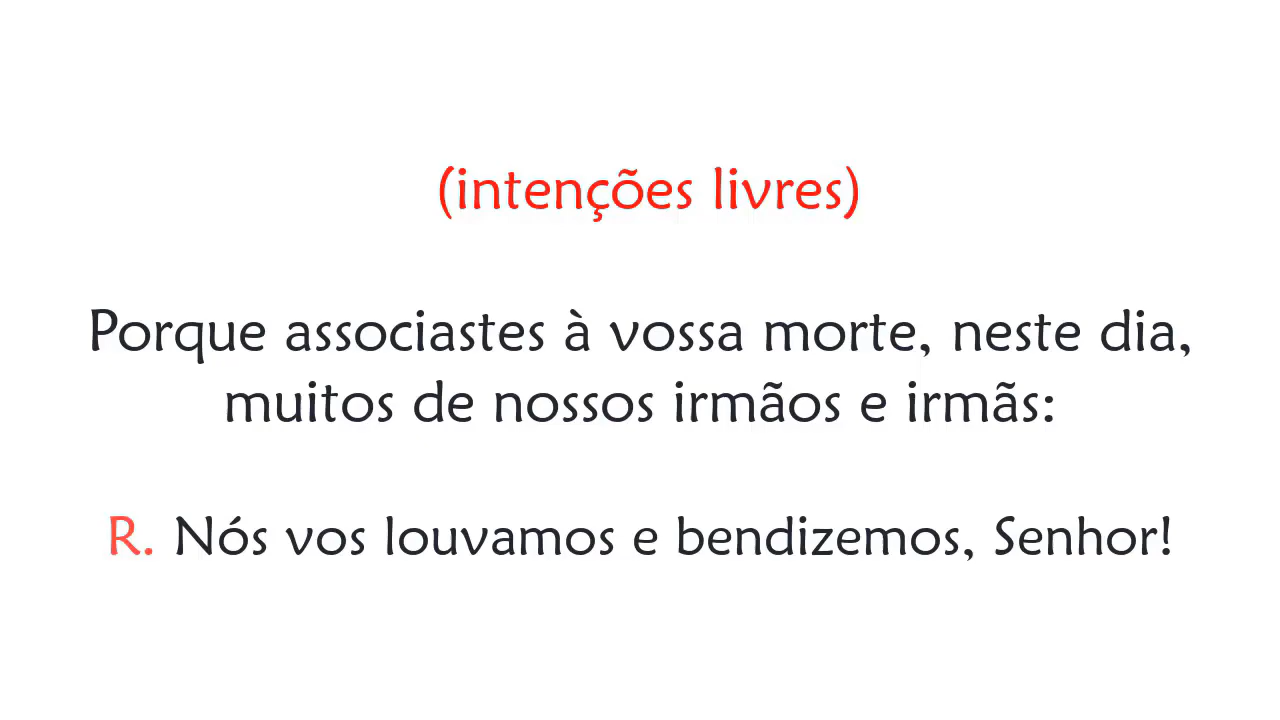 (intenções livres)
Porque associastes à vossa morte, neste dia,
muitos de nossos irmãos e irmãs:
R. Nós vos louvamos e bendizemos, Senhor!